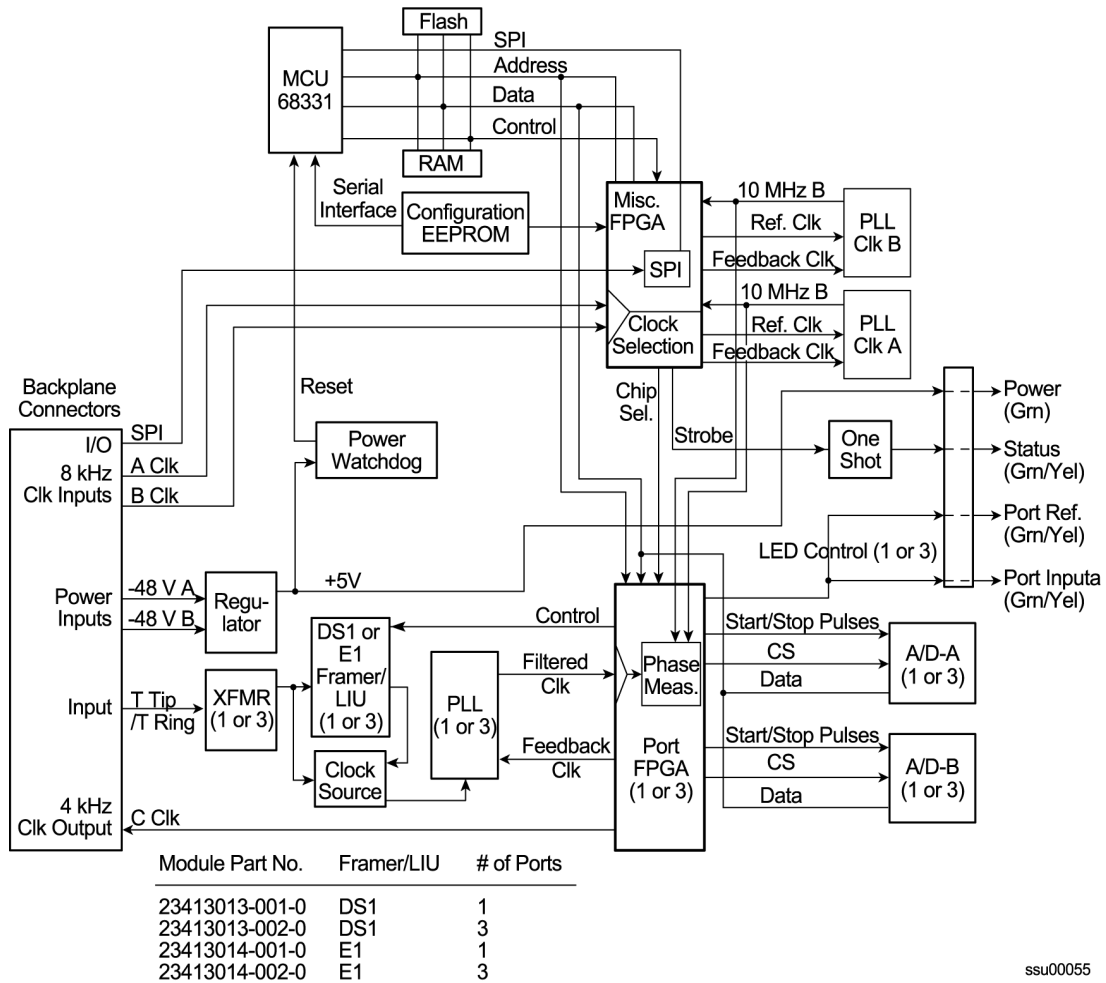 Flash
SPI
MCU
68331
Address
Data
Control
RAM
Serial
Interface
Configuration
EEPROM
Misc.
FPGA
SPI
Clock
Selection
10 MHz B
Ref. Clk
Feedback Clk
PLL
Clk B
10 MHz B
Ref. Clk
Feedback Clk
PLL
Clk A
Backplane
Connectors
Reset
Chip
Sel.
Strobe
One
Shot
Power
(Grn)
Status
(Grn/Yel)
Port Ref.
(Grn/Yel)
Port Inputa
(Grn/Yel)
LED Control (1 or 3)
Power
Watchdog
I/O
SPI
8 kHz
Clk Inputs
A Clk
B Clk
Power
Inputs
-48 V A
-48 V B
Regu-
lator
+5V
Input
T Tip
/T Ring
XFMR
(1 or 3)
DS1 or
E1
Framer/
LIU
(1 or 3)
Clock
Source
PLL
(1 or 3)
Control
Filtered
Clk
Feedback
Clk
Phase
Meas.
Port
FPGA
(1 or 3)
Start/Stop Pulses
CS
Data
A/D-A
(1 or 3)
Start/Stop Pulses
CS
Data
A/D-B
(1 or 3)
4 kHz
Clk Output
C Clk
Module Part No. Framer/LIU # of Ports
23413013-001-0 DS1 1
23413013-002-0 DS1 3
23413014-001-0 E1 1
23413014-002-0 E1 3
ssu00055